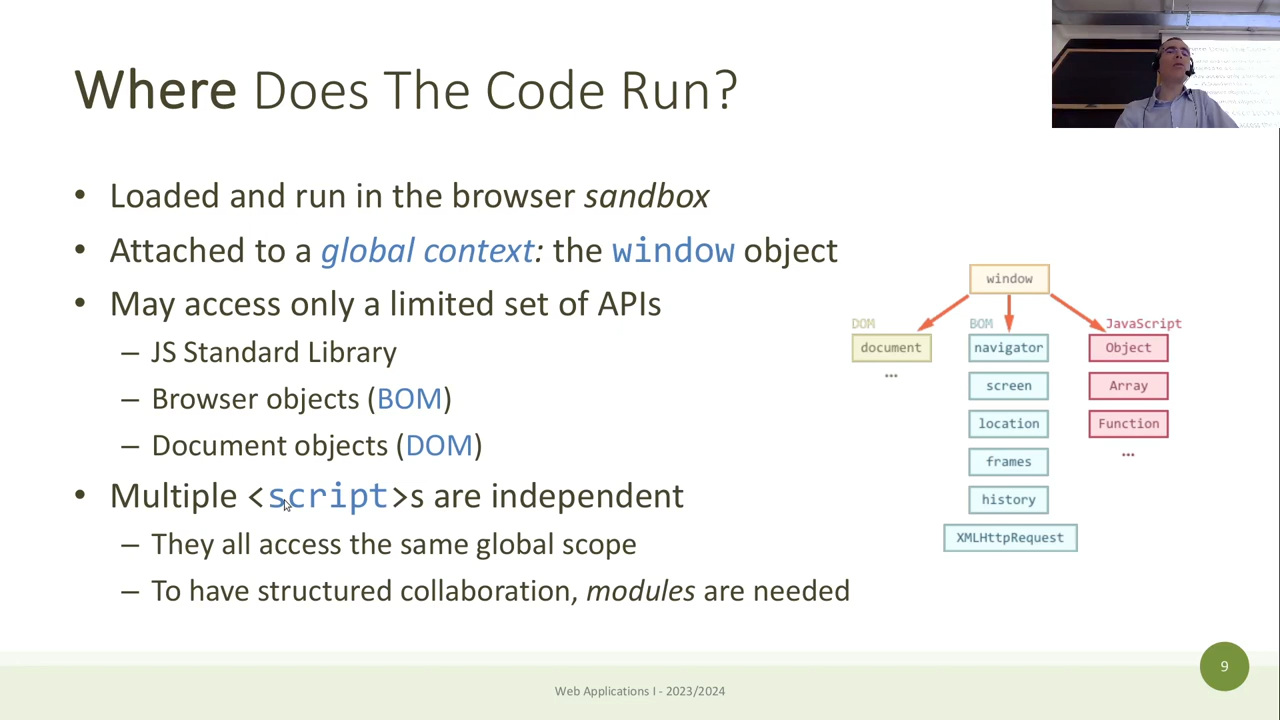 Where Does The Code Run?
• Loaded and run in the browser sandbox
• Attached to a global context: the window object
• May access only a limited set of APIs
– JS Standard Library
– Browser objects (BOM)
– Document objects (DOM)
• Multiple <script>s are independent
– They all access the same global scope
– To have structured collaboration, modules are needed
window
DOM BOM JavaScript
document navigator Object
... screen Array
location Function
frames ...
history
XMLHttpRequest
Web Applications I - 2023/2024
9